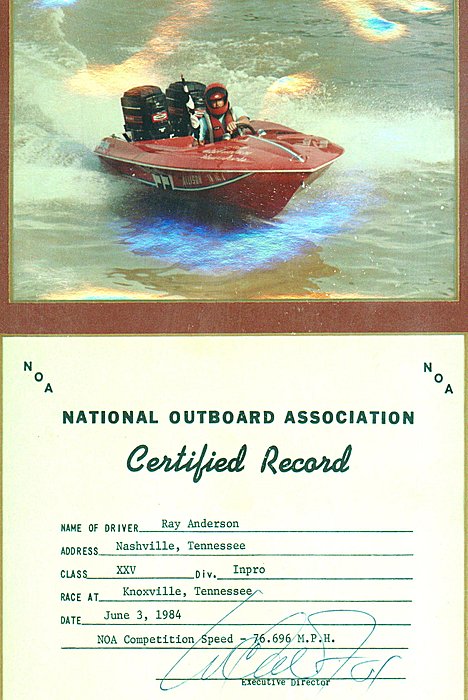 ALLISON
NOA
NOA
NATIONAL OUTBOARD ASSOCIATION
Certified Record
NAME OF DRIVER Ray Anderson
ADDRESS Nashville, Tennessee
CLASS XXV Div. Inpro
RACE AT Knoxville, Tennessee
DATE June 3, 1984
NOA Competition Speed - 76.696 M.P.H.
Executive Director